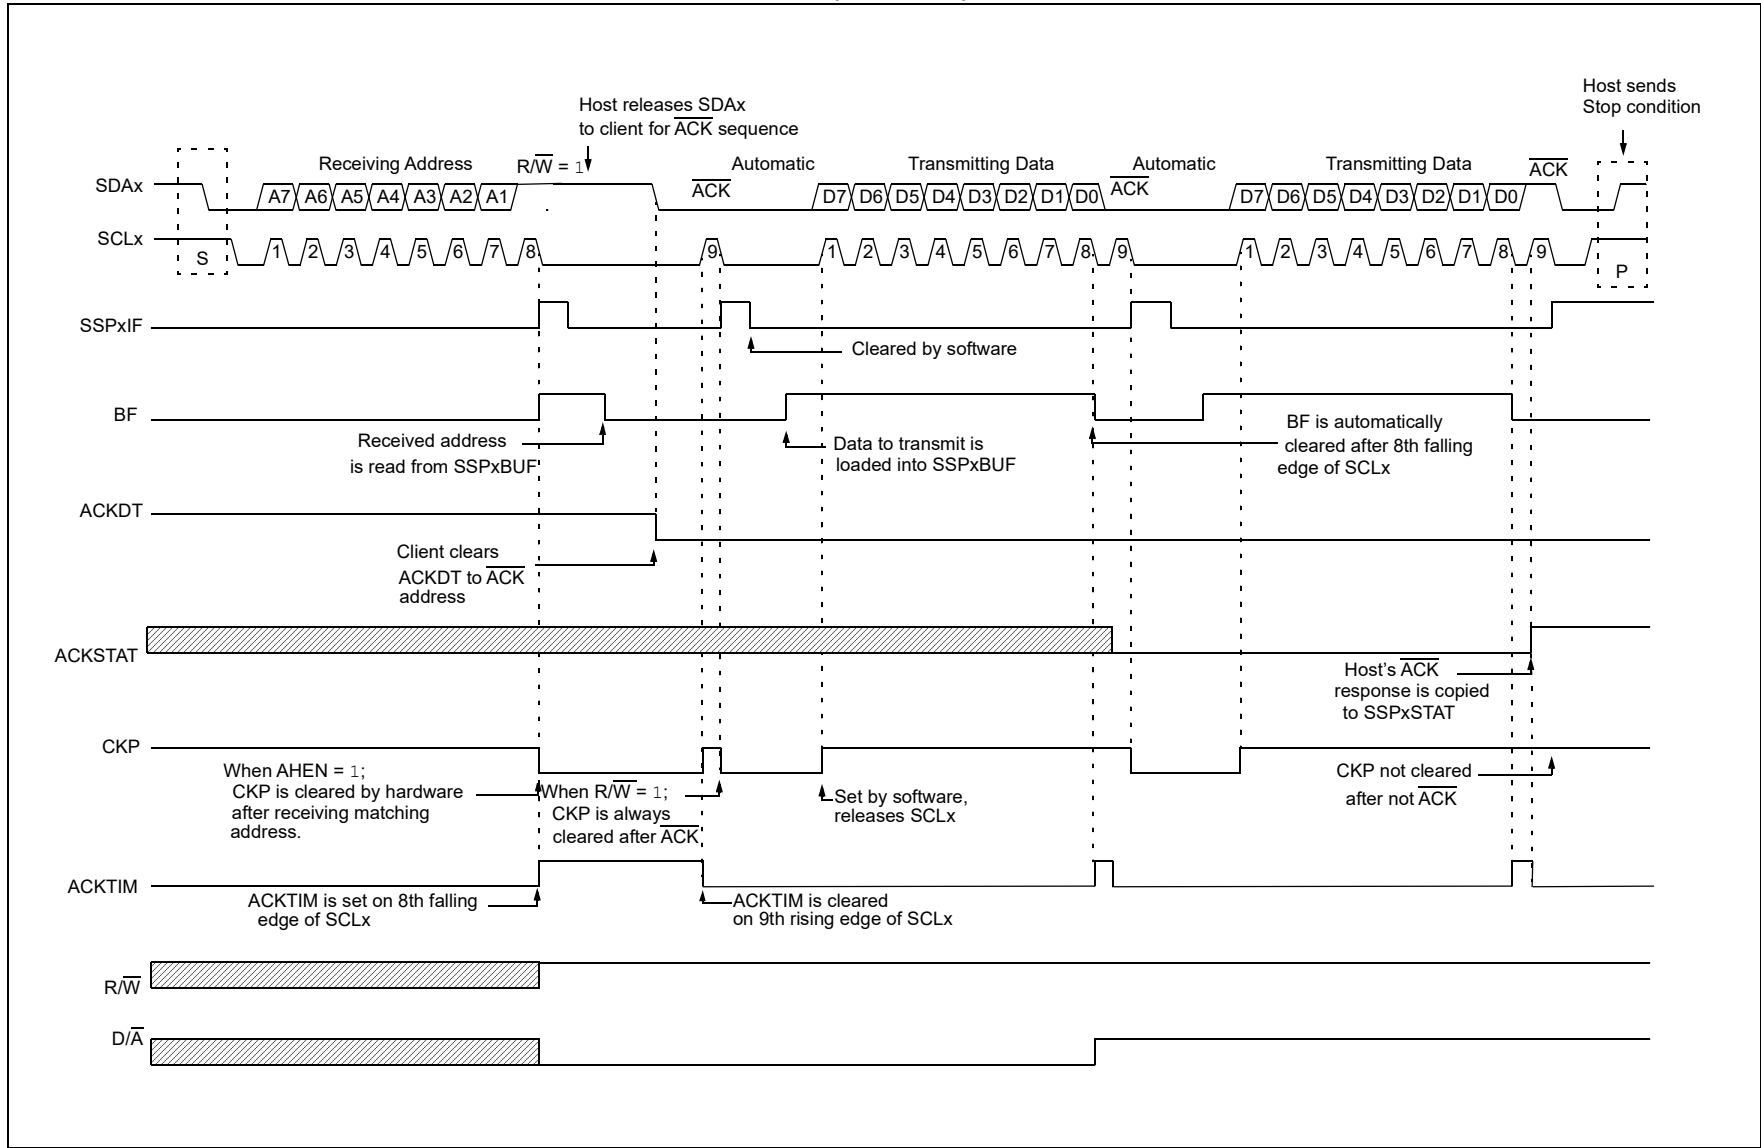 Host sends
Stop condition
Host releases SDAx
to client for ACK sequence
Receiving Address
R/W = 1
Automatic
Transmitting Data
Automatic
Transmitting Data
ACK
SDAx
A7 A6 A5 A4 A3 A2 A1
ACK
D7 D6 D5 D4 D3 D2 D1 D0
ACK
D7 D6 D5 D4 D3 D2 D1 D0
SCLx
S
1 2 3 4 5 6 7 8
9
1 2 3 4 5 6 7 8 9
1 2 3 4 5 6 7 8 9
P
SSPxIF
Cleared by software
BF
Received address
is read from SSPxBUF
Data to transmit is
loaded into SSPxBUF
BF is automatically
cleared after 8th falling
edge of SCLx
ACKDT
Client clears
ACKDT to ACK
address
ACKSTAT
Host's ACK
response is copied
to SSPxSTAT
CKP
When AHEN = 1;
CKP is cleared by hardware
after receiving matching
address.
When R/W = 1;
CKP is always
cleared after ACK
Set by software,
releases SCLx
CKP not cleared
after not ACK
ACKTIM
ACKTIM is set on 8th falling
edge of SCLx
ACKTIM is cleared
on 9th rising edge of SCLx
R/W
D/A